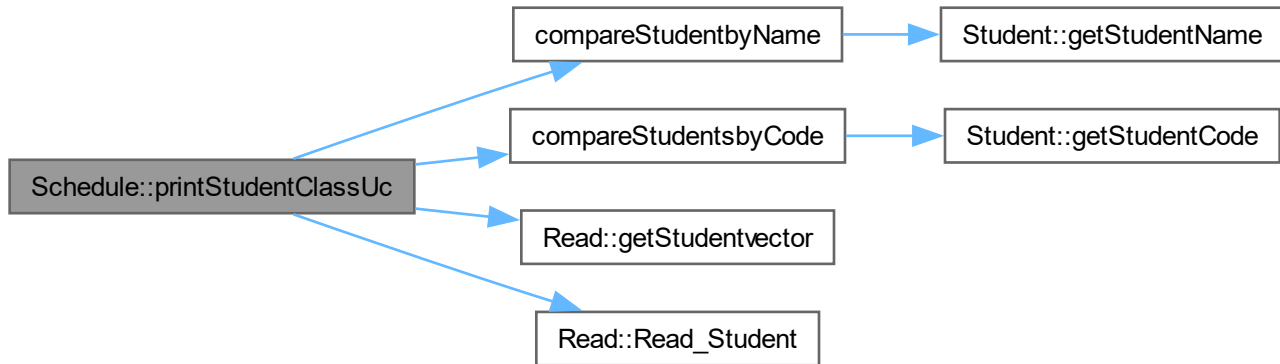 compareStudentbyName
Student::getStudentName
compareStudentsbyCode
Student::getStudentCode
Schedule::printStudentClassUc
Read::getStudentvector
Read::Read_Student